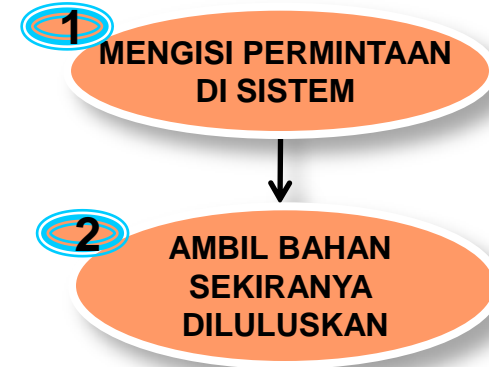 1
MENGISI PERMINTAAN
DI SISTEM
2
AMBIL BAHAN
SEKIRANYA
DILULUSKAN